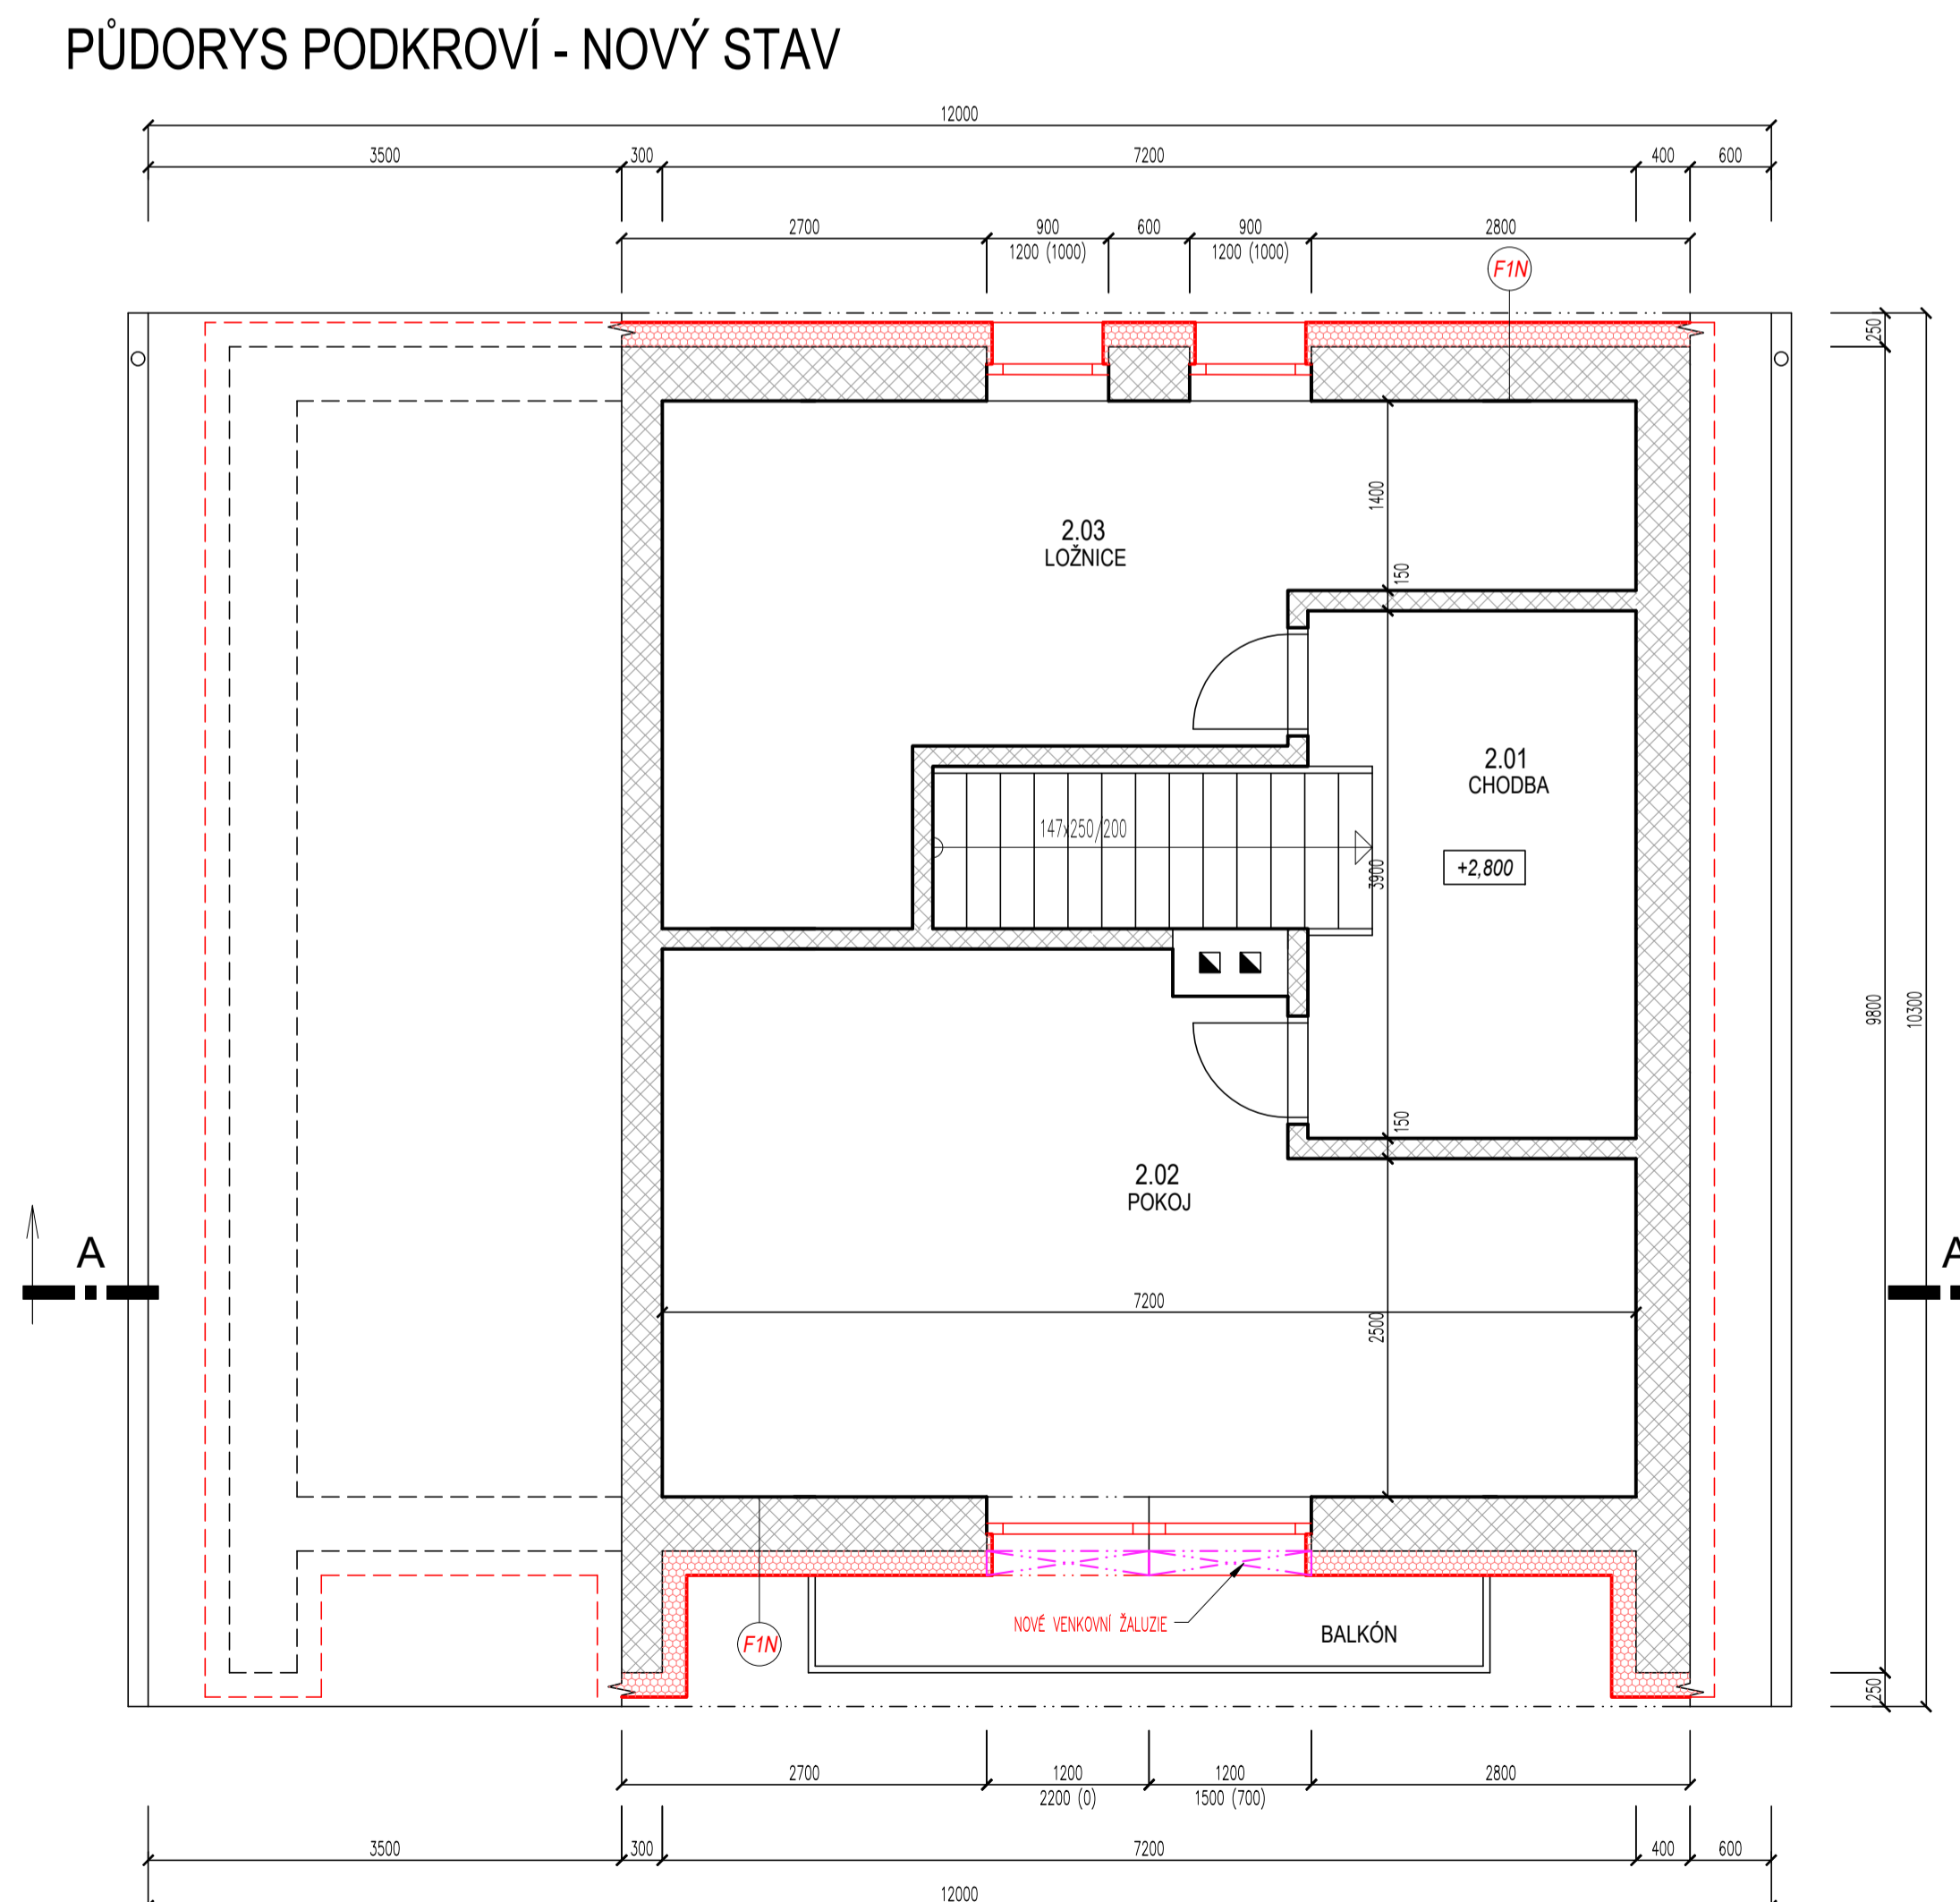 PŮDORYS PODKROVÍ - NOVÝ STAV
12000
3500 300 7200 400 600
2700 900 600 900 2800
1200 (1000) 1200 (1000)
F1N
250
1400
2.03
LOŽNICE
150
2.01
CHODBA
147x250/200
+2,800
3900
9800
10300
150
2.02
POKOJ
A A
7200
2500
NOVÉ VENKOVNÍ ŽALUZIE
BALKÓN
F1N
250
2700 1200 1200 2800
2200 (0) 1500 (700)
3500 300 7200 400 600
12000